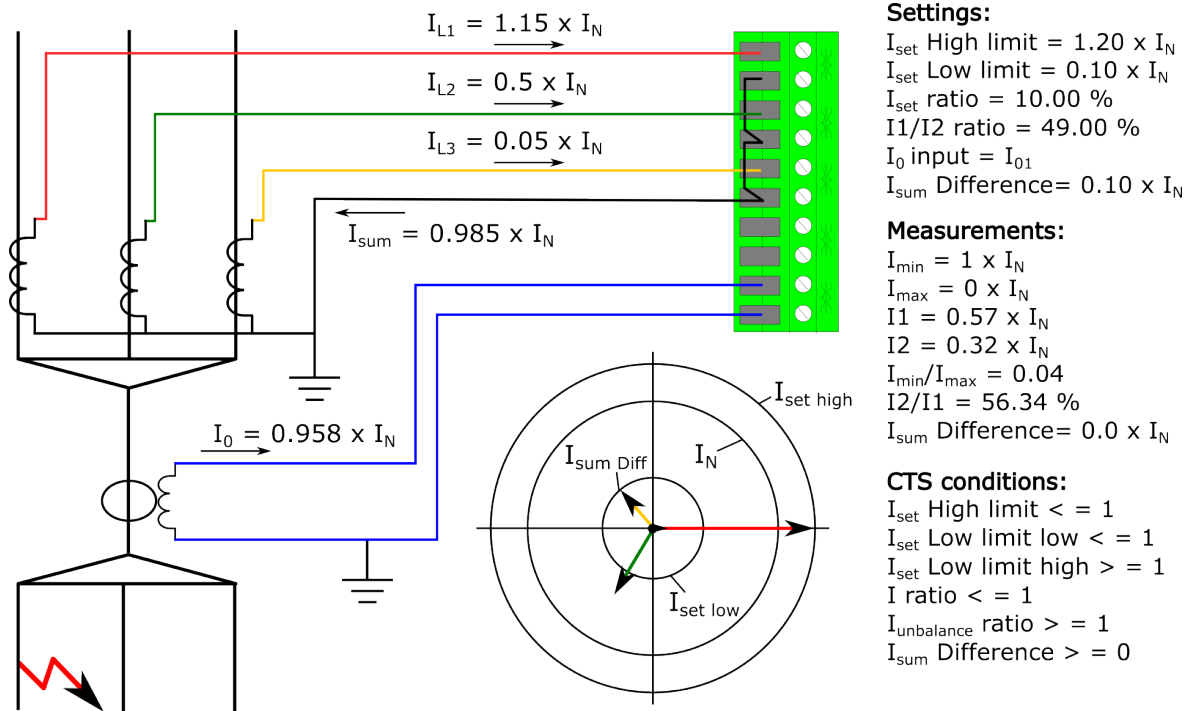 I_L1 = 1.15 x I_N
I_L2 = 0.5 x I_N
I_L3 = 0.05 x I_N
I_sum = 0.985 x I_N
I_0 = 0.958 x I_N
I_set high
I_sum Diff
I_N
I_set low
Settings:
I_set High limit = 1.20 x I_N
I_set Low limit = 0.10 x I_N
I_set ratio = 10.00 %
I1/I2 ratio = 49.00 %
I_0 input = I_01
I_sum Difference= 0.10 x I_N
Measurements:
I_min = 1 x I_N
I_max = 0 x I_N
I1 = 0.57 x I_N
I2 = 0.32 x I_N
I_min/I_max = 0.04
I2/I1 = 56.34 %
I_sum Difference= 0.0 x I_N
CTS conditions:
I_set High limit < = 1
I_set Low limit low < = 1
I_set Low limit high > = 1
I ratio < = 1
I_unbalance ratio > = 1
I_sum Difference > = 0